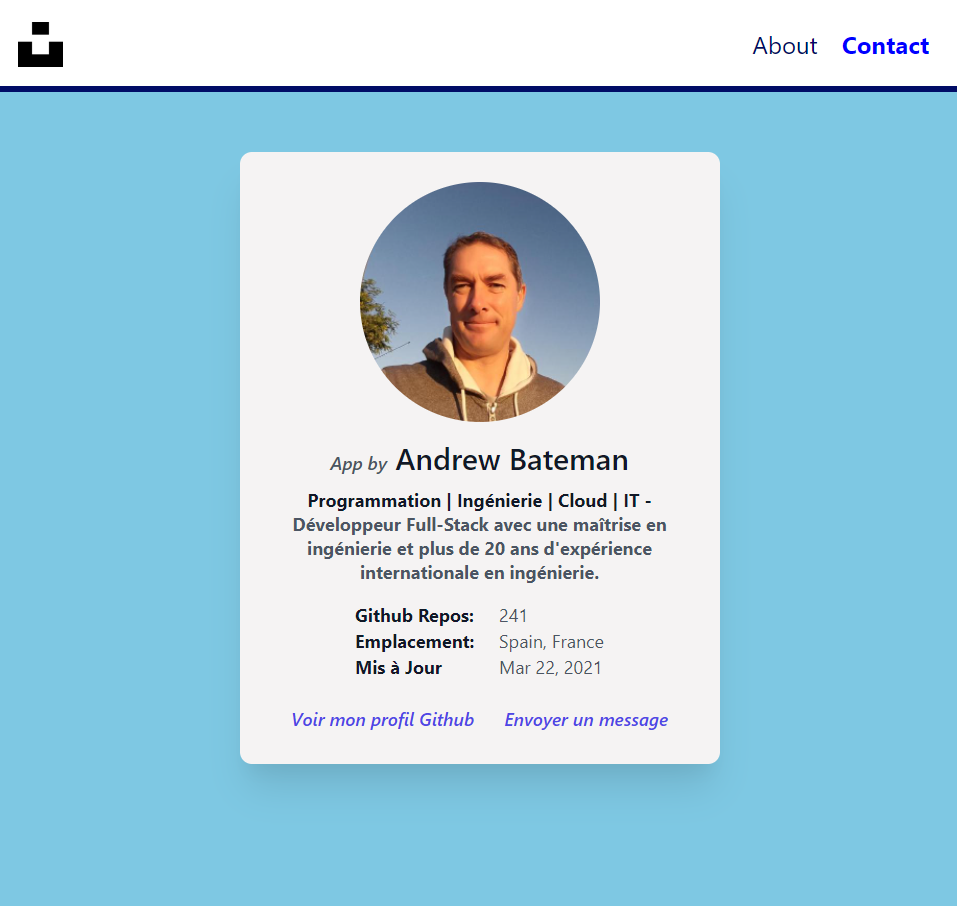 About Contact
App by Andrew Bateman
Programmation | Ingénierie | Cloud | IT -
Développeur Full-Stack avec une maîtrise en
ingénierie et plus de 20 ans d'expérience
internationale en ingénierie.
Github Repos: 241
Emplacement: Spain, France
Mis à Jour Mar 22, 2021
Voir mon profil Github Envoyer un message